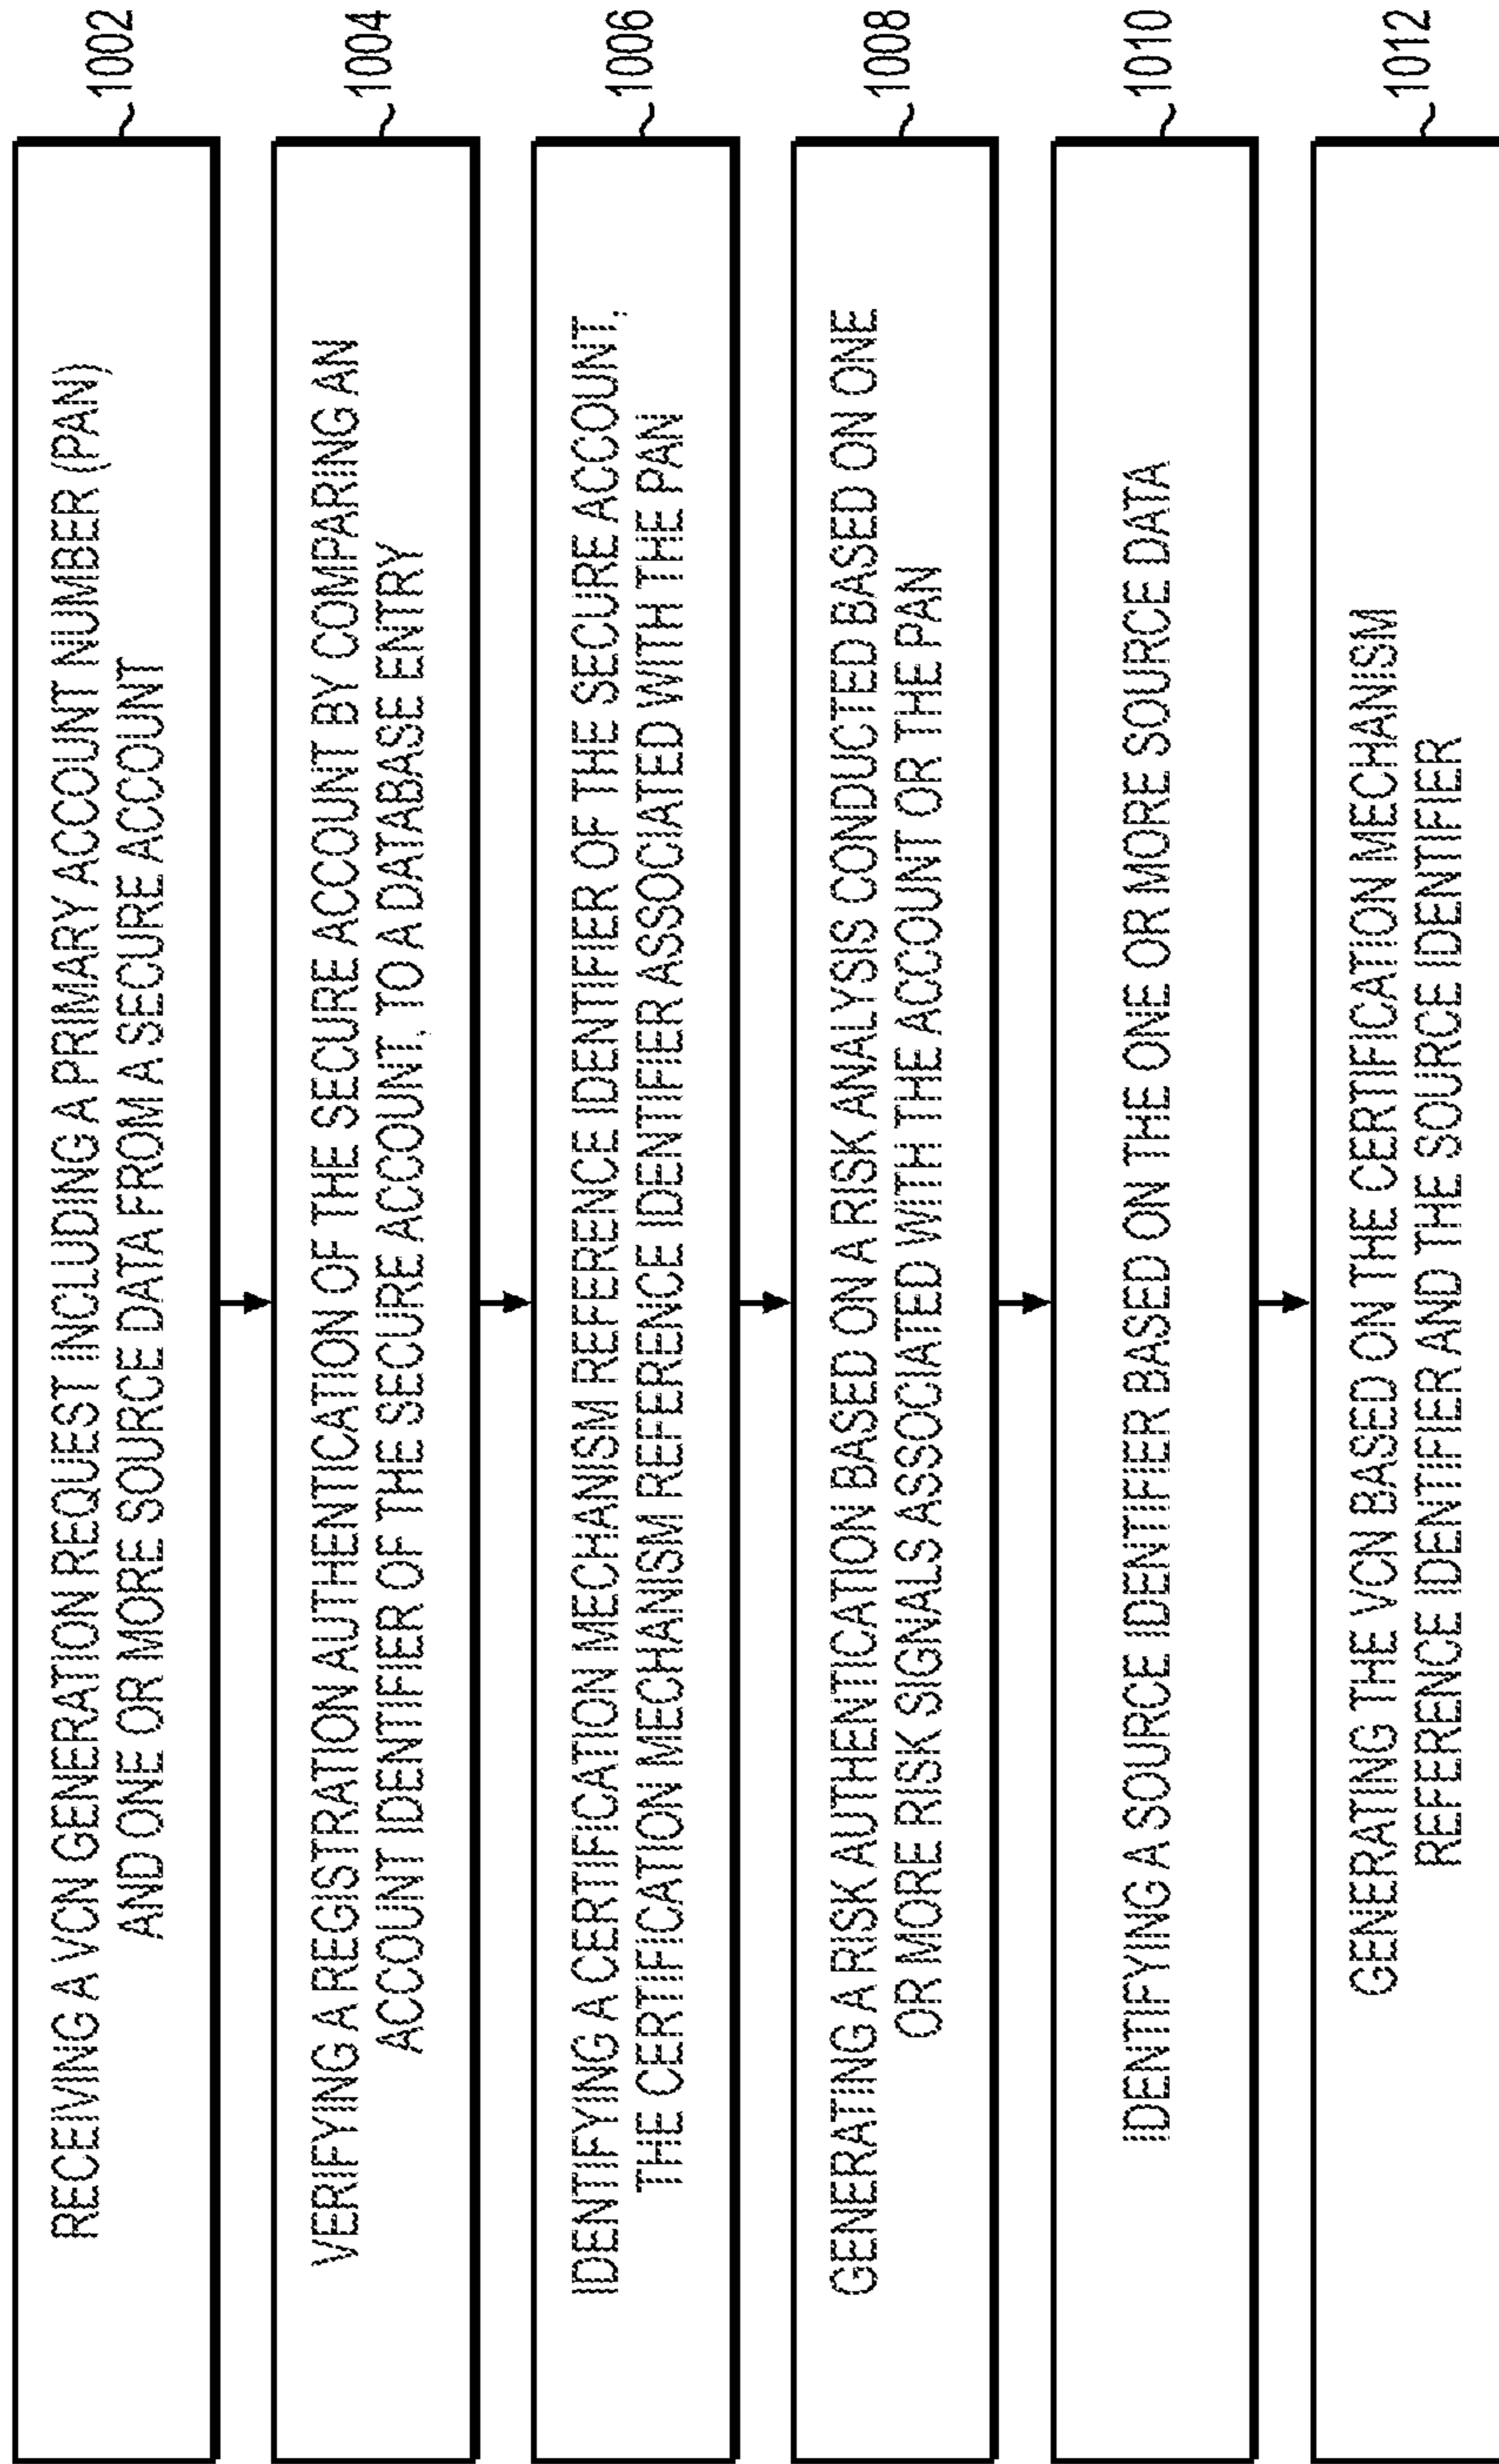 RECEIVING A VCN GENERATION REQUEST INCLUDING A PRIMARY ACCOUNT NUMBER (PAN)
AND ONE OR MORE SOURCE DATA FROM A SECURE ACCOUNT
1002
VERIFYING A REGISTRATION AUTHENTICATION OF THE SECURE ACCOUNT BY COMPARING AN
ACCOUNT IDENTIFIER OF THE SECURE ACCOUNT, TO A DATABASE ENTRY
1004
IDENTIFYING A CERTIFICATION MECHANISM REFERENCE IDENTIFIER OF THE SECURE ACCOUNT,
THE CERTIFICATION MECHANISM REFERENCE IDENTIFIER ASSOCIATED WITH THE PAN
1006
GENERATING A RISK AUTHENTICATION BASED ON A RISK ANALYSIS CONDUCTED BASED ON ONE
OR MORE RISK SIGNALS ASSOCIATED WITH THE ACCOUNT OR THE PAN
1008
IDENTIFYING A SOURCE IDENTIFIER BASED ON THE ONE OR MORE SOURCE DATA
1010
GENERATING THE VCN BASED ON THE CERTIFICATION MECHANISM
REFERENCE IDENTIFIER AND THE SOURCE IDENTIFIER
1012